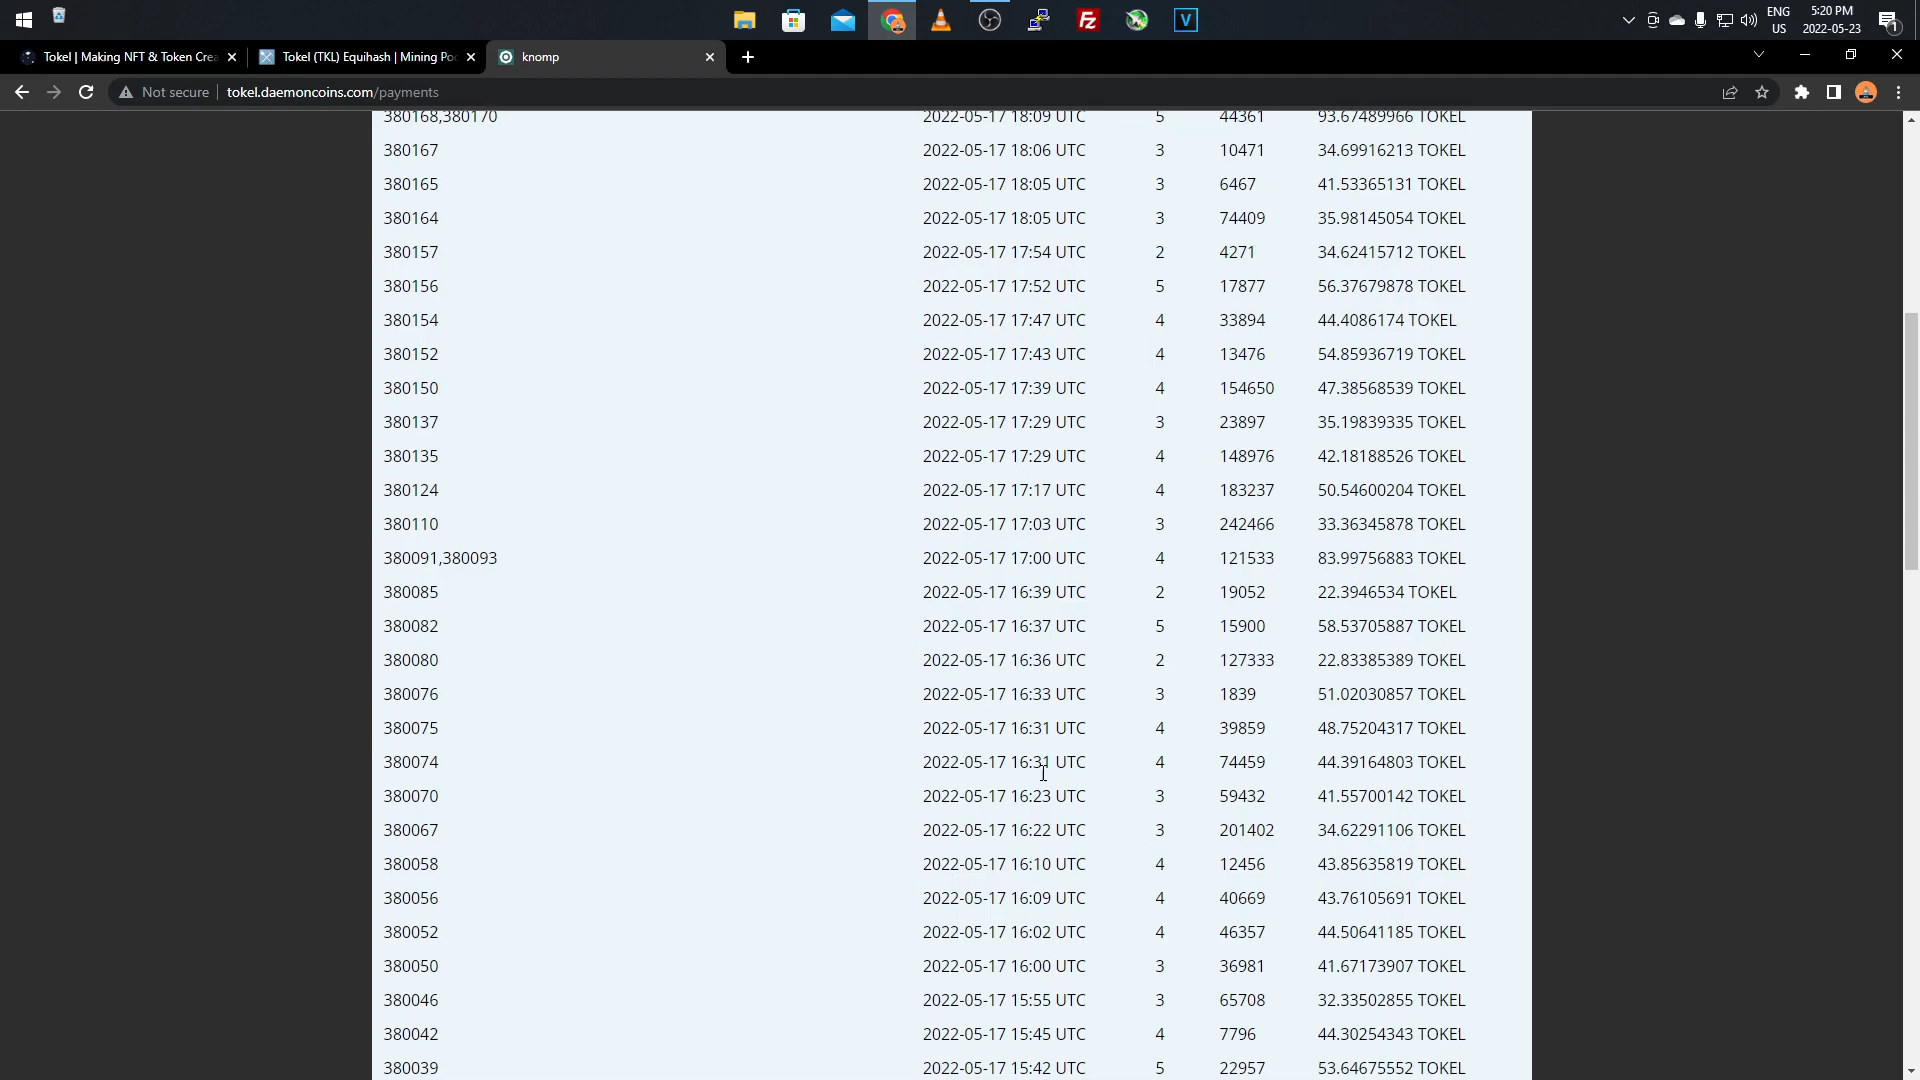 ENG
US
5:20 PM
2022-05-23
1
Tokel | Making NFT & Token Crea
Tokel (TKL) Equihash | Mining Poo
knomp
Not secure tokel.daemoncoins.com/payments
380168,380170 2022-05-17 18:09 UTC 5 44361 93.67489966 TOKEL
380167 2022-05-17 18:06 UTC 3 10471 34.69916213 TOKEL
380165 2022-05-17 18:05 UTC 3 6467 41.53365131 TOKEL
380164 2022-05-17 18:05 UTC 3 74409 35.98145054 TOKEL
380157 2022-05-17 17:54 UTC 2 4271 34.62415712 TOKEL
380156 2022-05-17 17:52 UTC 5 17877 56.37679878 TOKEL
380154 2022-05-17 17:47 UTC 4 33894 44.4086174 TOKEL
380152 2022-05-17 17:43 UTC 4 13476 54.85936719 TOKEL
380150 2022-05-17 17:39 UTC 4 154650 47.38568539 TOKEL
380137 2022-05-17 17:29 UTC 3 23897 35.19839335 TOKEL
380135 2022-05-17 17:29 UTC 4 148976 42.18188526 TOKEL
380124 2022-05-17 17:17 UTC 4 183237 50.54600204 TOKEL
380110 2022-05-17 17:03 UTC 3 242466 33.36345878 TOKEL
380091,380093 2022-05-17 17:00 UTC 4 121533 83.99756883 TOKEL
380085 2022-05-17 16:39 UTC 2 19052 22.3946534 TOKEL
380082 2022-05-17 16:37 UTC 5 15900 58.53705887 TOKEL
380080 2022-05-17 16:36 UTC 2 127333 22.83385389 TOKEL
380076 2022-05-17 16:33 UTC 3 1839 51.02030857 TOKEL
380075 2022-05-17 16:31 UTC 4 39859 48.75204317 TOKEL
380074 2022-05-17 16:31 UTC 4 74459 44.39164803 TOKEL
380070 2022-05-17 16:23 UTC 3 59432 41.55700142 TOKEL
380067 2022-05-17 16:22 UTC 3 201402 34.62291106 TOKEL
380058 2022-05-17 16:10 UTC 4 12456 43.85635819 TOKEL
380056 2022-05-17 16:09 UTC 4 40669 43.76105691 TOKEL
380052 2022-05-17 16:02 UTC 4 46357 44.50641185 TOKEL
380050 2022-05-17 16:00 UTC 3 36981 41.67173907 TOKEL
380046 2022-05-17 15:55 UTC 3 65708 32.33502855 TOKEL
380042 2022-05-17 15:45 UTC 4 7796 44.30254343 TOKEL
380039 2022-05-17 15:42 UTC 5 22957 53.64675552 TOKEL